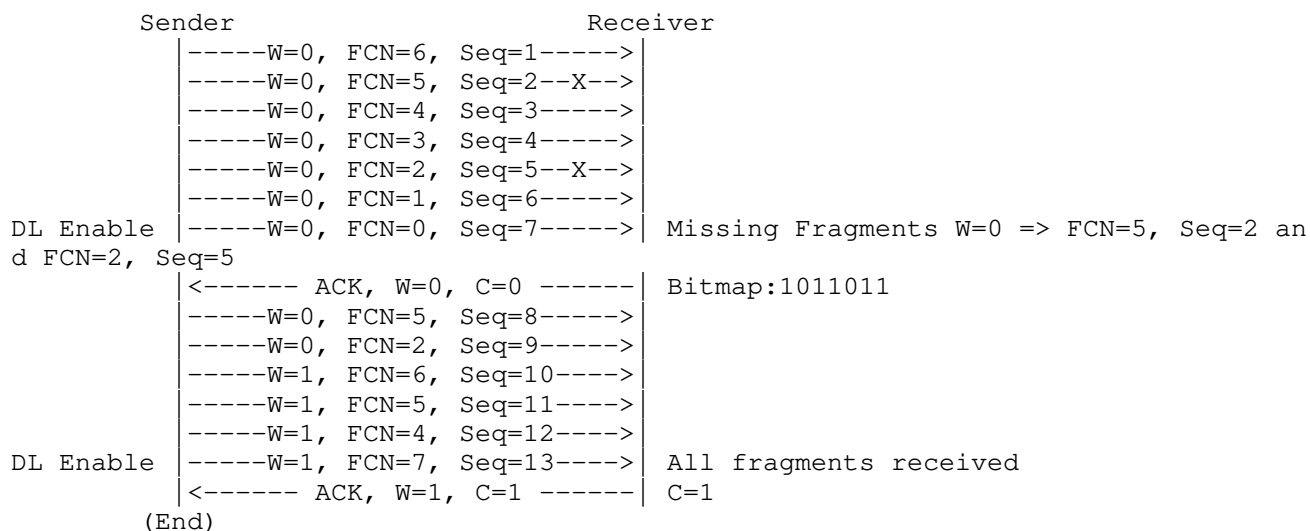 Sender                          Receiver
          |-----W=0, FCN=6, Seq=1----->|
          |-----W=0, FCN=5, Seq=2--X-->|
          |-----W=0, FCN=4, Seq=3----->|
          |-----W=0, FCN=3, Seq=4----->|
          |-----W=0, FCN=2, Seq=5--X-->|
          |-----W=0, FCN=1, Seq=6----->|
DL Enable |-----W=0, FCN=0, Seq=7----->| Missing Fragments W=0 => FCN=5, Seq=2 an
d FCN=2, Seq=5
          |<------ ACK, W=0, C=0 ------| Bitmap:1011011
          |-----W=0, FCN=5, Seq=8----->|
          |-----W=0, FCN=2, Seq=9----->|
          |-----W=1, FCN=6, Seq=10---->|
          |-----W=1, FCN=5, Seq=11---->|
          |-----W=1, FCN=4, Seq=12---->|
DL Enable |-----W=1, FCN=7, Seq=13---->| All fragments received
          |<------ ACK, W=1, C=1 ------| C=1
        (End)